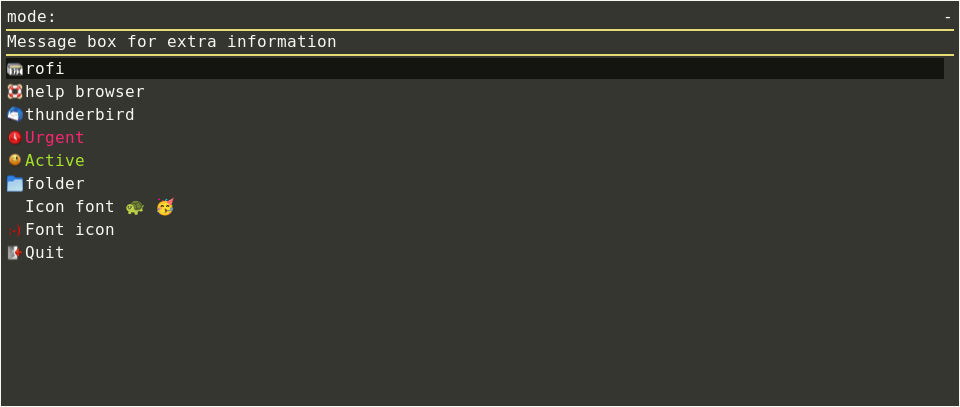 mode: -
Message box for extra information
rofi
help browser
thunderbird
Urgent
Active
folder
Icon font 🐢 🥳
Font icon
Quit